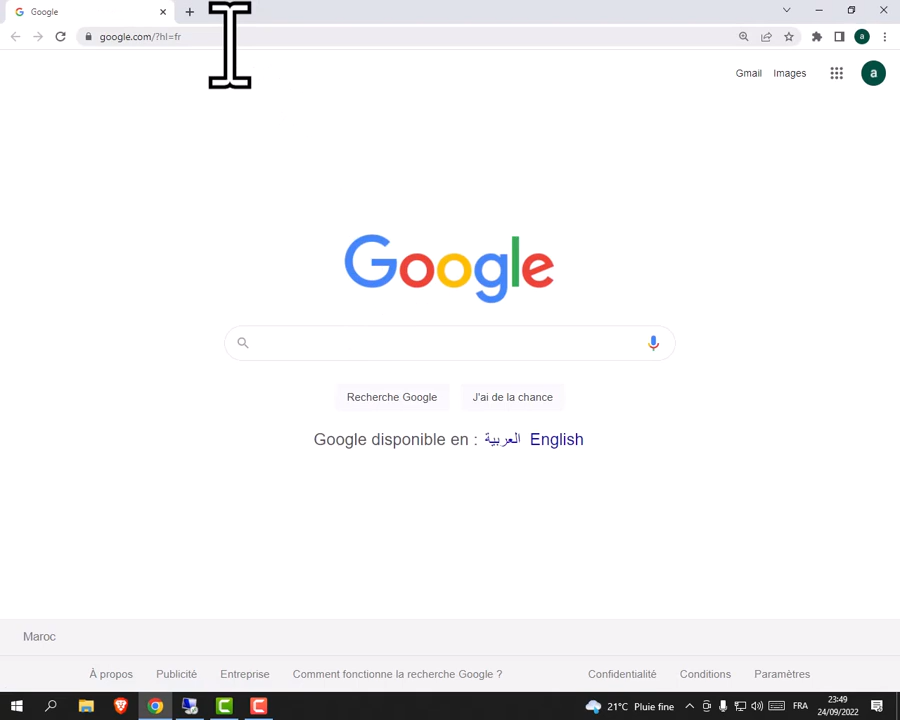 Google
google.com/?hl=fr
a
Gmail
Images
a
Google
Recherche Google
J'ai de la chance
Google disponible en : العربية English
Maroc
À propos
Publicité
Entreprise
Comment fonctionne la recherche Google ?
Confidentialité
Conditions
Paramètres
21°C Pluie fine
FRA
23:49
24/09/2022